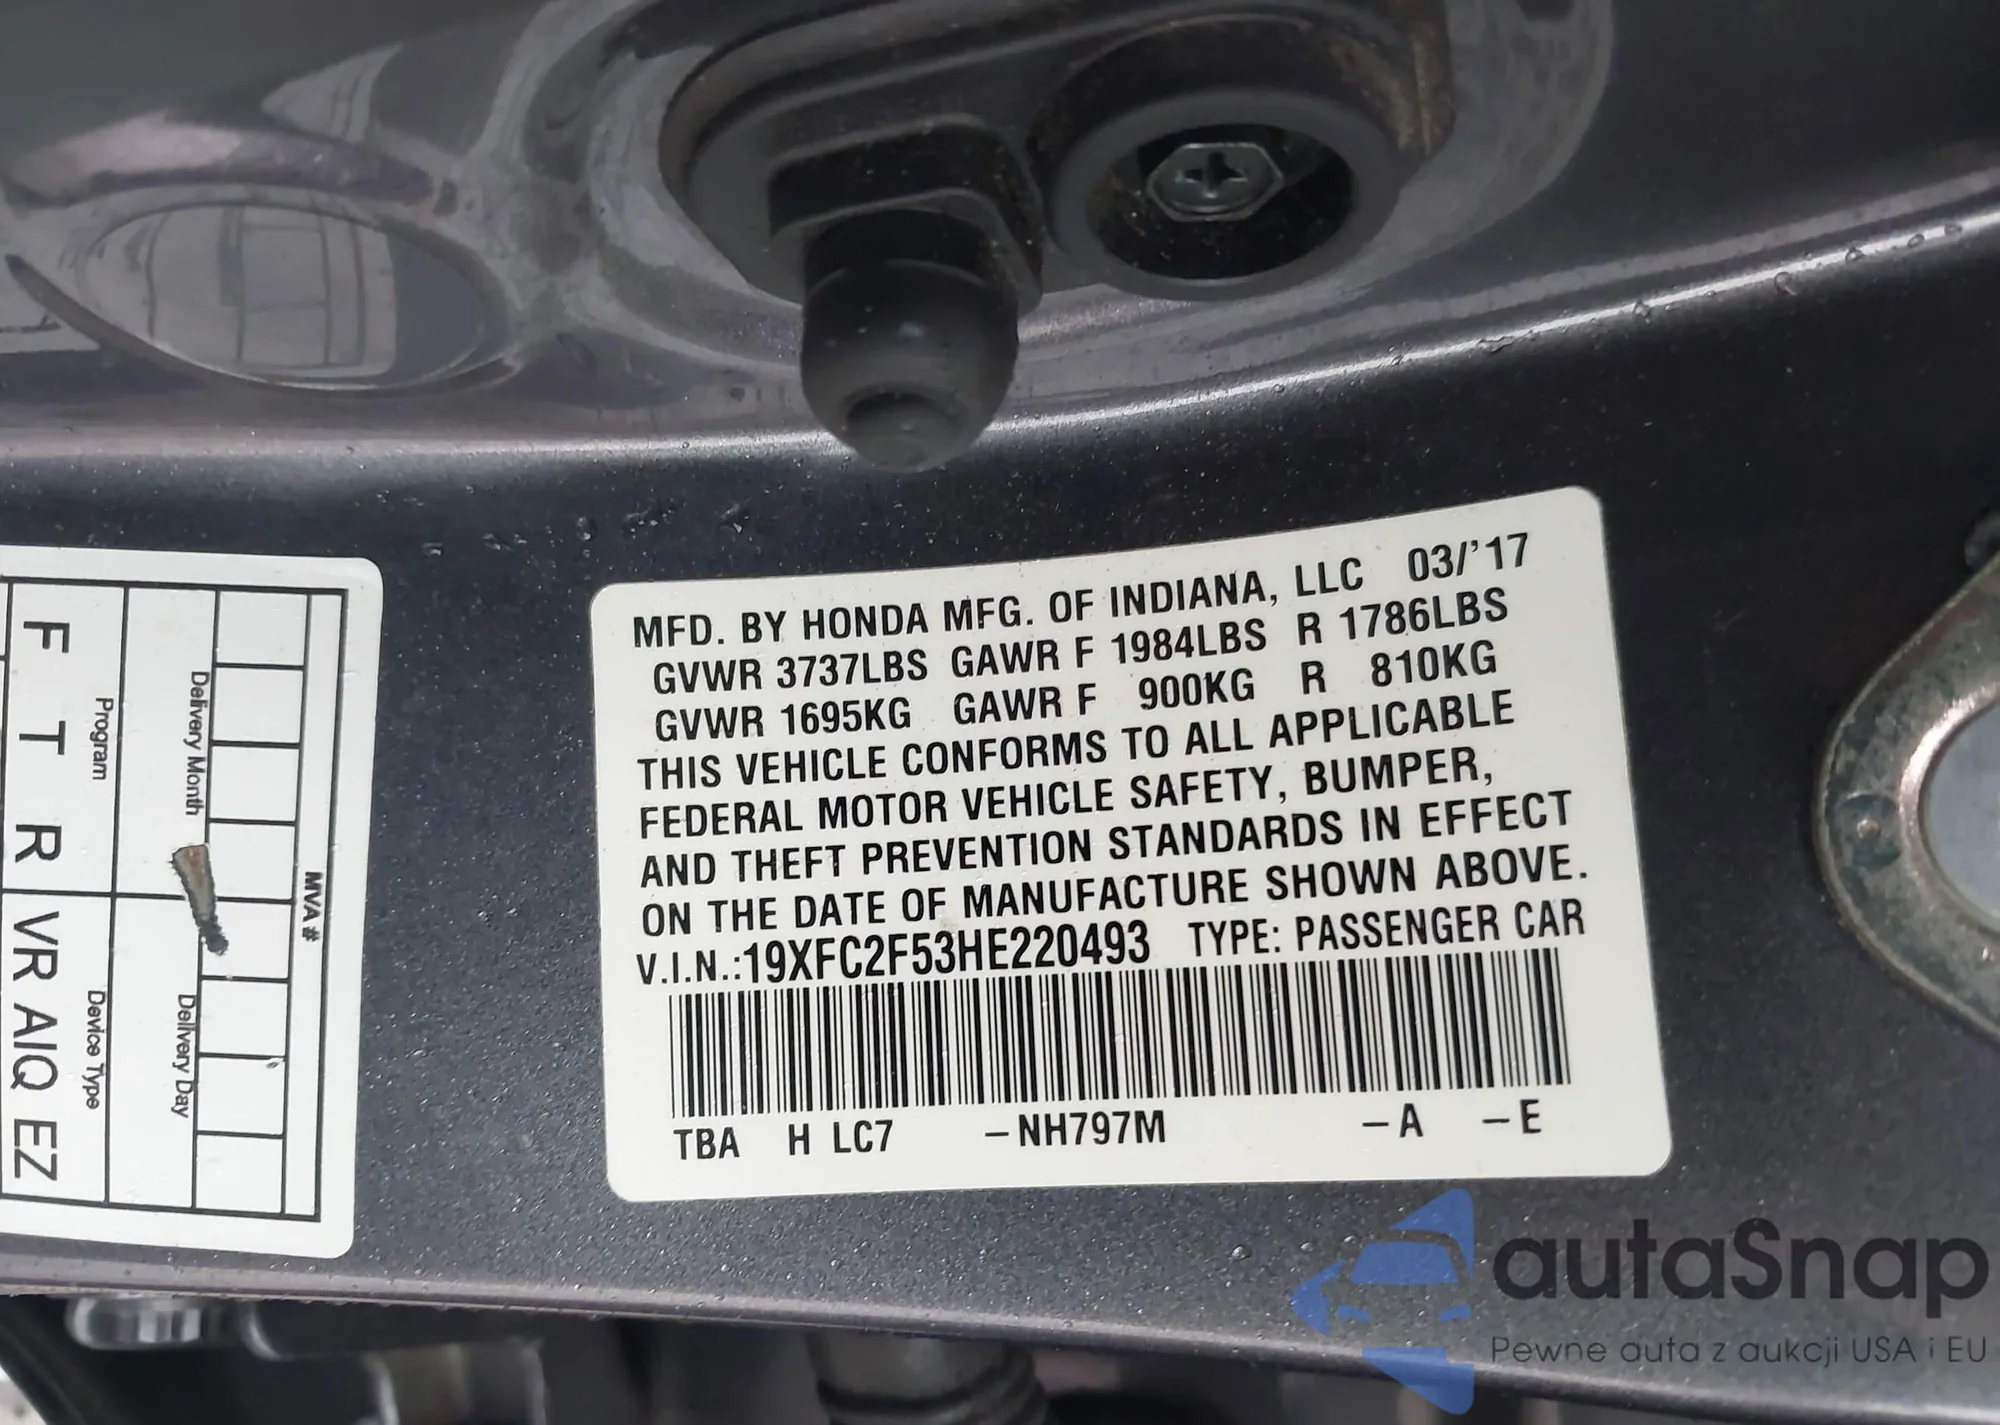 MFD. BY HONDA MFG. OF INDIANA, LLC 03/'17
GVWR 3737LBS GAWR F 1984LBS R 1786LBS
GVWR 1695KG GAWR F 900KG R 810KG
THIS VEHICLE CONFORMS TO ALL APPLICABLE
FEDERAL MOTOR VEHICLE SAFETY, BUMPER,
AND THEFT PREVENTION STANDARDS IN EFFECT
ON THE DATE OF MANUFACTURE SHOWN ABOVE.
V.I.N.:19XFC2F53HE220493 TYPE: PASSENGER CAR
TBA H LC7 -NH797M -A -E
MVA #
Delivery Month Delivery Day
Program Device Type
F T R VR AIQ EZ
autaSnap
Pewne auta z aukcji USA i EU